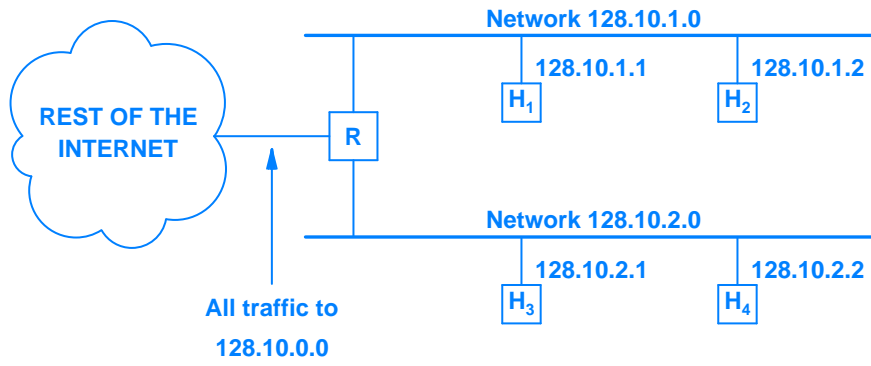 Network 128.10.1.0
128.10.1.1
128.10.1.2
H1
H2
REST OF THE
INTERNET
R
Network 128.10.2.0
128.10.2.1
128.10.2.2
H3
H4
All traffic to
128.10.0.0